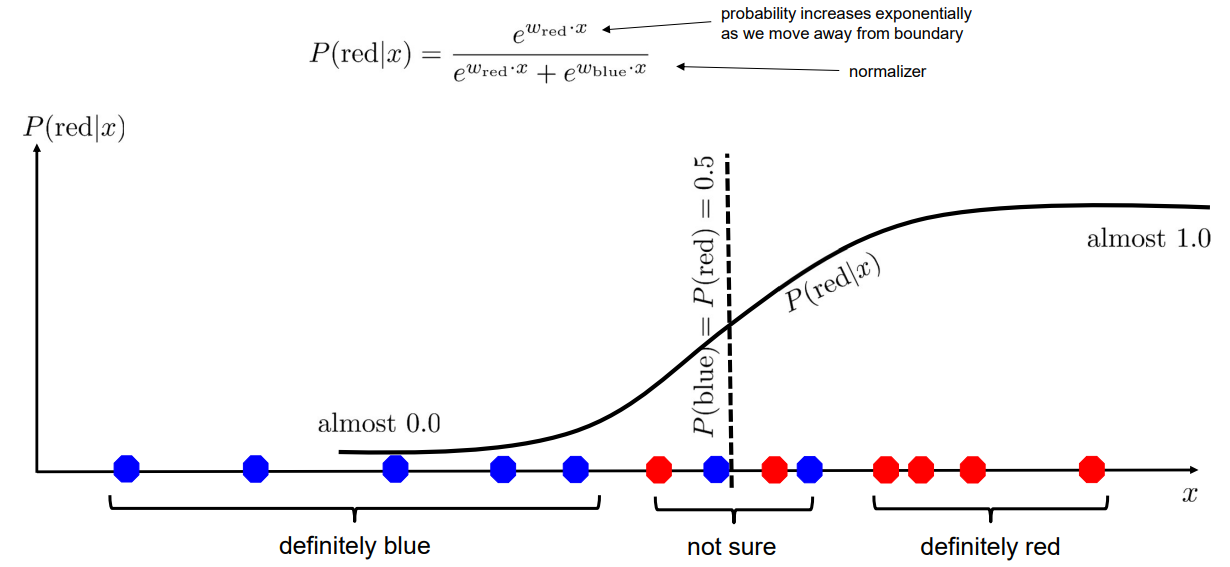 probability increases exponentially
as we move away from boundary
P(red|x) = e^{w_red·x} / (e^{w_red·x} + e^{w_blue·x})
normalizer
P(red|x)
P(blue) = P(red) = 0.5
almost 1.0
P(red|x)
almost 0.0
x
definitely blue
not sure
definitely red